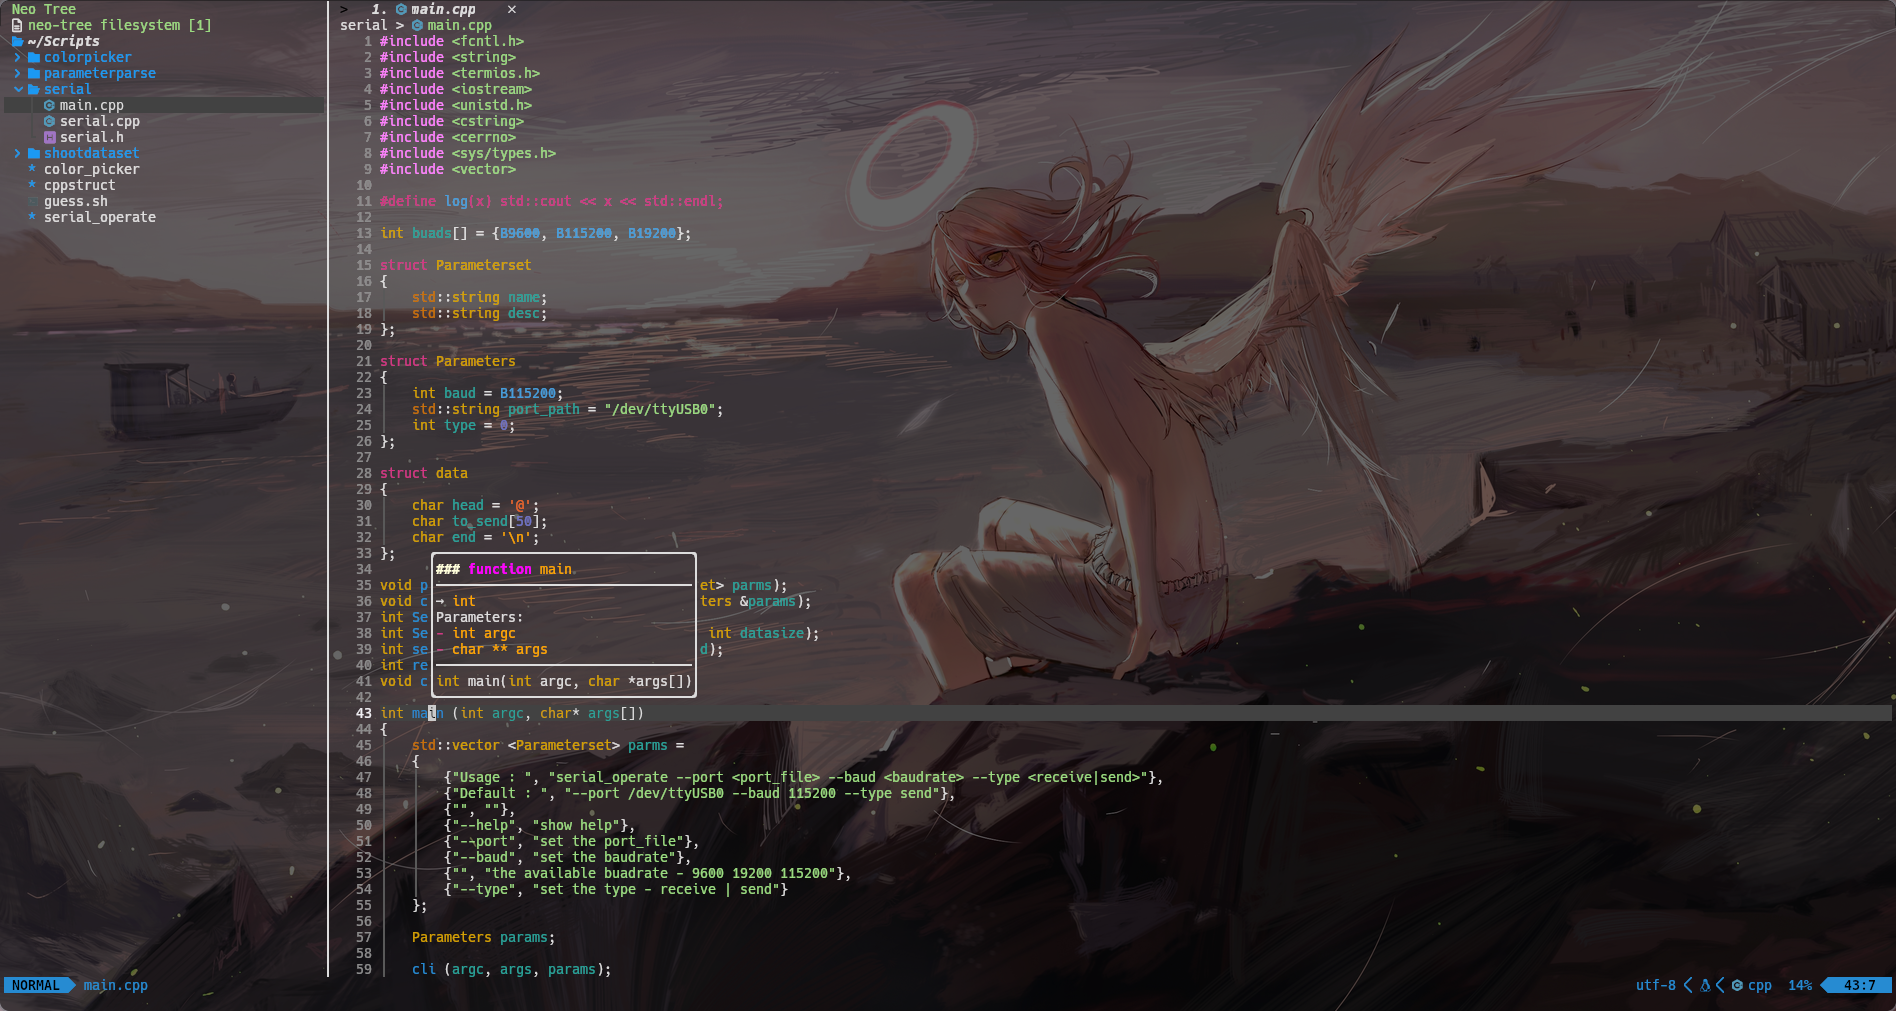 Neo Tree
neo-tree filesystem [1]
~/Scripts
colorpicker
parameterparse
serial
main.cpp
serial.cpp
serial.h
shootdataset
* color_picker
* cppstruct
guess.sh
* serial_operate
> 1. main.cpp ×
serial > main.cpp
1 #include <fcntl.h>
2 #include <string>
3 #include <termios.h>
4 #include <iostream>
5 #include <unistd.h>
6 #include <cstring>
7 #include <cerrno>
8 #include <sys/types.h>
9 #include <vector>
10
11 #define log(x) std::cout << x << std::endl;
12
13 int buads[] = {B9600, B115200, B19200};
14
15 struct Parameterset
16 {
17 std::string name;
18 std::string desc;
19 };
20
21 struct Parameters
22 {
23 int baud = B115200;
24 std::string port_path = "/dev/ttyUSB0";
25 int type = 0;
26 };
27
28 struct data
29 {
30 char head = '@';
31 char to_send[50];
32 char end = '\n';
33 };
34
35 void p et> parms);
36 void c ters &params);
37 int Se
38 int Se int datasize);
39 int se d);
40 int re
41 void c
42
### function main
→ int
Parameters:
- int argc
- char ** args
int main(int argc, char *args[])
43 int main (int argc, char* args[])
44 {
45 std::vector <Parameterset> parms =
46 {
47 {"Usage : ", "serial_operate --port <port_file> --baud <baudrate> --type <receive|send>"},
48 {"Default : ", "--port /dev/ttyUSB0 --baud 115200 --type send"},
49 {"", ""},
50 {"--help", "show help"},
51 {"--port", "set the port_file"},
52 {"--baud", "set the baudrate"},
53 {"", "the available buadrate - 9600 19200 115200"},
54 {"--type", "set the type - receive | send"}
55 };
56
57 Parameters params;
58
59 cli (argc, args, params);
NORMAL main.cpp
utf-8 cpp 14% 43:7